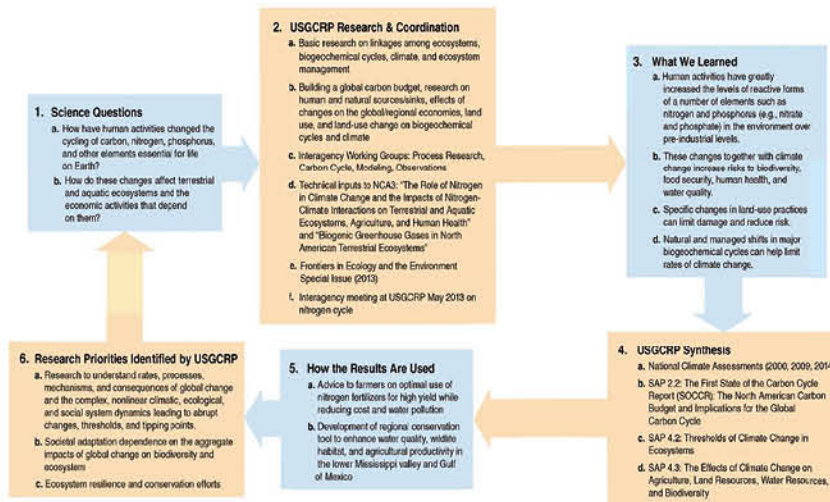 1. Science Questions
a. How have human activities changed the
cycling of carbon, nitrogen, phosphorus,
and other elements essential for life
on Earth?
b. How do these changes affect terrestrial
and aquatic ecosystems and the
economic activities that depend
on them?
2. USGCRP Research & Coordination
a. Basic research on linkages among ecosystems,
biogeochemical cycles, climate, and ecosystem
management
b. Building a global carbon budget, research on
human and natural sources/sinks, effects of
changes on the global/regional economies, land
use, and land-use change on biogeochemical
cycles and climate
c. Interagency Working Groups: Process Research,
Carbon Cycle, Modeling, Observations
d. Technical inputs to NCA3: "The Role of Nitrogen
in Climate Change and the Impacts of Nitrogen-
Climate Interactions on Terrestrial and Aquatic
Ecosystems, Agriculture, and Human Health"
and "Biogenic Greenhouse Gases in North
American Terrestrial Ecosystems"
e. Frontiers in Ecology and the Environment
Special Issue (2013)
f. Interagency meeting at USGCRP May 2013 on
nitrogen cycle
3. What We Learned
a. Human activities have greatly
increased the levels of reactive forms
of a number of elements such as
nitrogen and phosphorus (e.g., nitrate
and phosphate) in the environment over
pre-industrial levels.
b. These changes together with climate
change increase risks to biodiversity,
food security, human health, and
water quality.
c. Specific changes in land-use practices
can limit damage and reduce risk.
d. Natural and managed shifts in major
biogeochemical cycles can help limit
rates of climate change.
4. USGCRP Synthesis
a. National Climate Assessments (2000, 2009, 2014
b. SAP 2.2: The First State of the Carbon Cycle
Report (SOCCR): The North American Carbon
Budget and Implications for the Global
Carbon Cycle
c. SAP 4.2: Thresholds of Climate Change in
Ecosystems
d. SAP 4.3: The Effects of Climate Change on
Agriculture, Land Resources, Water Resources,
and Biodiversity
5. How the Results Are Used
a. Advice to farmers on optimal use of
nitrogen fertilizers for high yield while
reducing cost and water pollution
b. Development of regional conservation
tool to enhance water quality, wildlife
habitat, and agricultural productivity in
the lower Mississippi valley and Gulf
of Mexico
6. Research Priorities Identified by USGCRP
a. Research to understand rates, processes,
mechanisms, and consequences of global change
and the complex, nonlinear climatic, ecological,
and social system dynamics leading to abrupt
changes, thresholds, and tipping points.
b. Societal adaptation dependence on the aggregate
impacts of global change on biodiversity and
ecosystem
c. Ecosystem resilience and conservation efforts